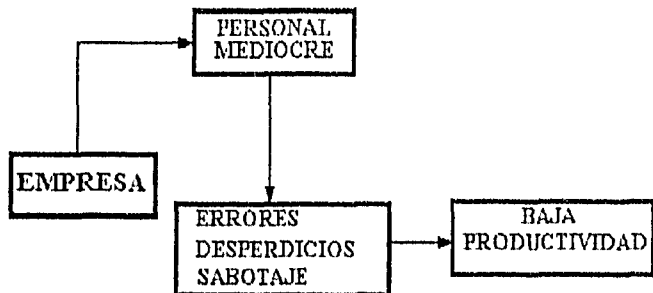 PERSONAL
MEDIOCRE
EMPRESA
ERRORES
DESPERDICIOS
SABOTAJE
BAJA
PRODUCTIVIDAD